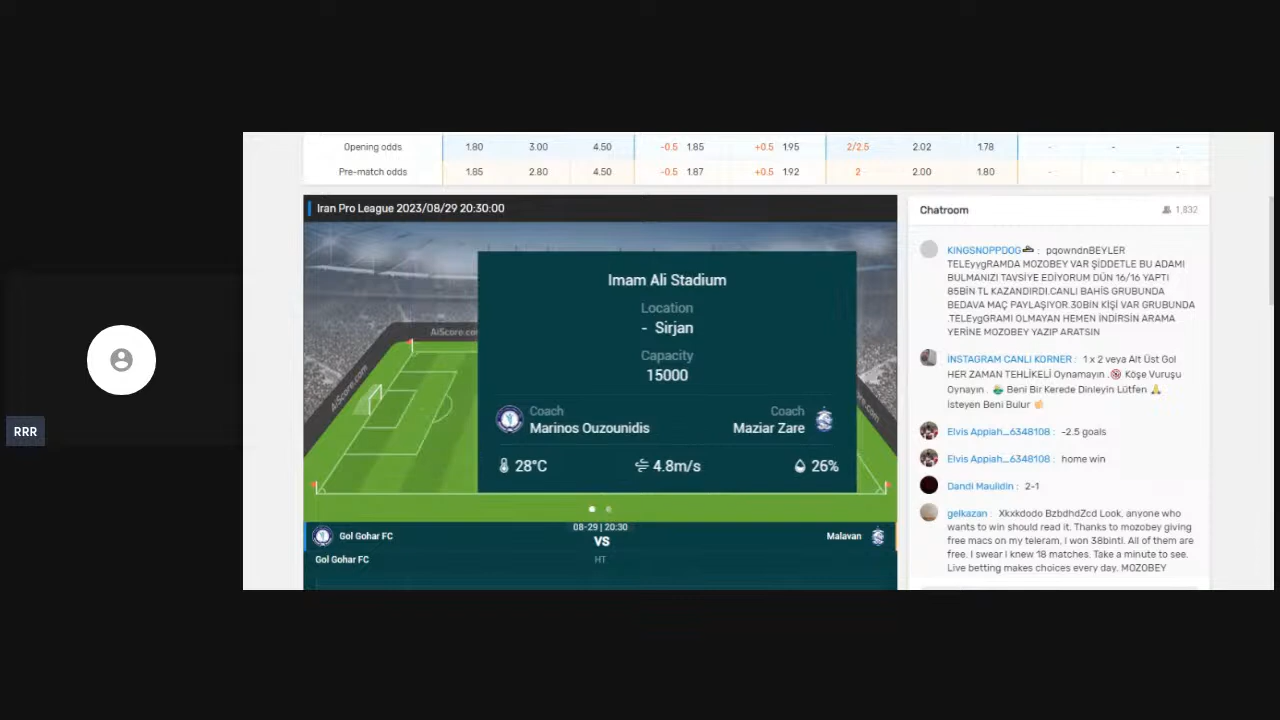 Opening odds 1.80 3.00 4.50 -0.5 1.85 +0.5 1.95 2/2.5 2.02 1.78 - - -
Pre-match odds 1.85 2.80 4.50 -0.5 1.87 +0.5 1.92 2 2.00 1.80 - - -
Iran Pro League 2023/08/29 20:30:00
AiScore.com
AiScore.com
Imam Ali Stadium
Location
- Sirjan
Capacity
15000
Coach
Marinos Ouzounidis
Coach
Maziar Zare
28°C 4.8m/s 26%
08-29 | 20:30
Gol Gohar FC VS Malavan
Gol Gohar FC HT
Chatroom 1,832
KINGSNOPPDOG : pqowndnBEYLER
TELEyygRAMDA MOZOBEY VAR ŞİDDETLE BU ADAMI
BULMANIZI TAVSİYE EDİYORUM DÜN 16/16 YAPTI
85BİN TL KAZANDIRDI.CANLI BAHİS GRUBUNDA
BEDAVA MAÇ PAYLAŞIYOR.30BİN KİŞİ VAR GRUBUNDA
.TELEygGRAMI OLMAYAN HEMEN İNDİRSİN ARAMA
YERİNE MOZOBEY YAZIP ARATSIN
İNSTAGRAM CANLI KORNER : 1 x 2 veya Alt Üst Gol
HER ZAMAN TEHLİKELİ Oynamayın .🚳 Köşe Vuruşu
Oynayın . Beni Bir Kerede Dinleyin Lütfen 🙏
İsteyen Beni Bulur
Elvis Appiah_6348108 : -2.5 goals
Elvis Appiah_6348108 : home win
Dandi Maulidin : 2-1
gelkazan : Xkxkdodo BzbdhdZcd Look, anyone who
wants to win should read it. Thanks to mozobey giving
free macs on my teleram, I won 38bintl. All of them are
free. I swear I knew 18 matches. Take a minute to see.
Live betting makes choices every day. MOZOBEY
RRR